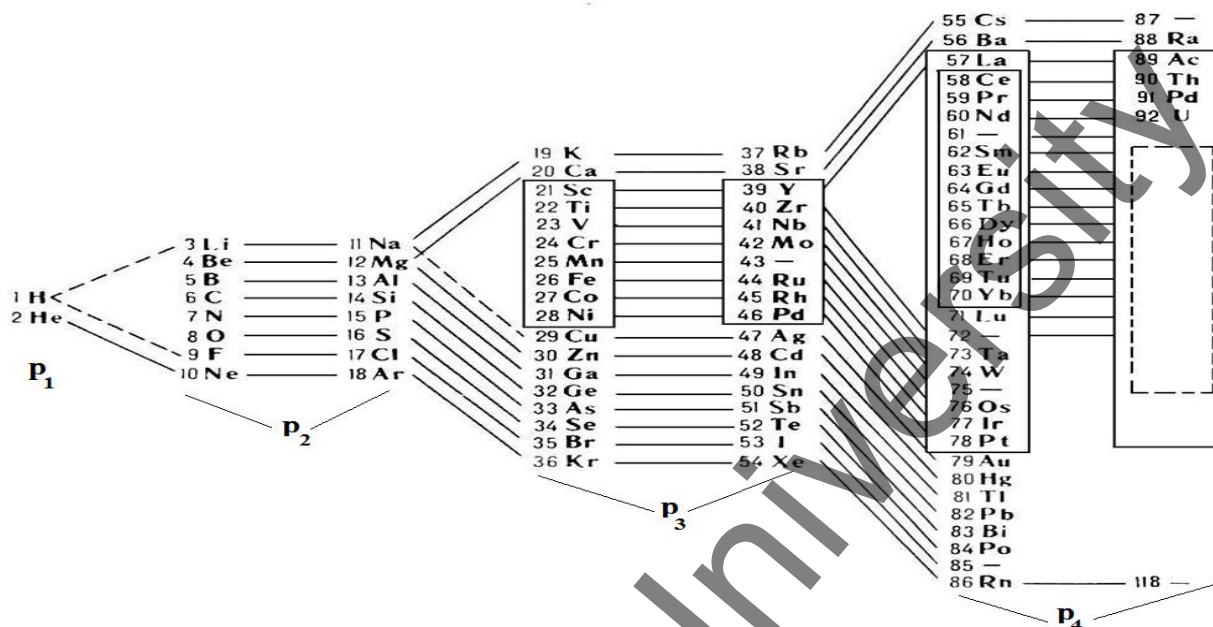 1 H
2 He
p1
3 Li
4 Be
5 B
6 C
7 N
8 O
9 F
10 Ne
11 Na
12 Mg
13 Al
14 Si
15 P
16 S
17 Cl
18 Ar
p2
19 K
20 Ca
21 Sc
22 Ti
23 V
24 Cr
25 Mn
26 Fe
27 Co
28 Ni
29 Cu
30 Zn
31 Ga
32 Ge
33 As
34 Se
35 Br
36 Kr
37 Rb
38 Sr
39 Y
40 Zr
41 Nb
42 Mo
43 —
44 Ru
45 Rh
46 Pd
47 Ag
48 Cd
49 In
50 Sn
51 Sb
52 Te
53 I
54 Xe
p3
55 Cs
56 Ba
57 La
58 Ce
59 Pr
60 Nd
61 —
62 Sm
63 Eu
64 Gd
65 Tb
66 Dy
67 Ho
68 Er
69 Tu
70 Yb
71 Lu
72 —
73 Ta
74 W
75 —
76 Os
77 Ir
78 Pt
79 Au
80 Hg
81 Tl
82 Pb
83 Bi
84 Po
85 —
86 Rn
87 —
88 Ra
89 Ac
90 Th
91 Pd
92 U
118 —
p4
University